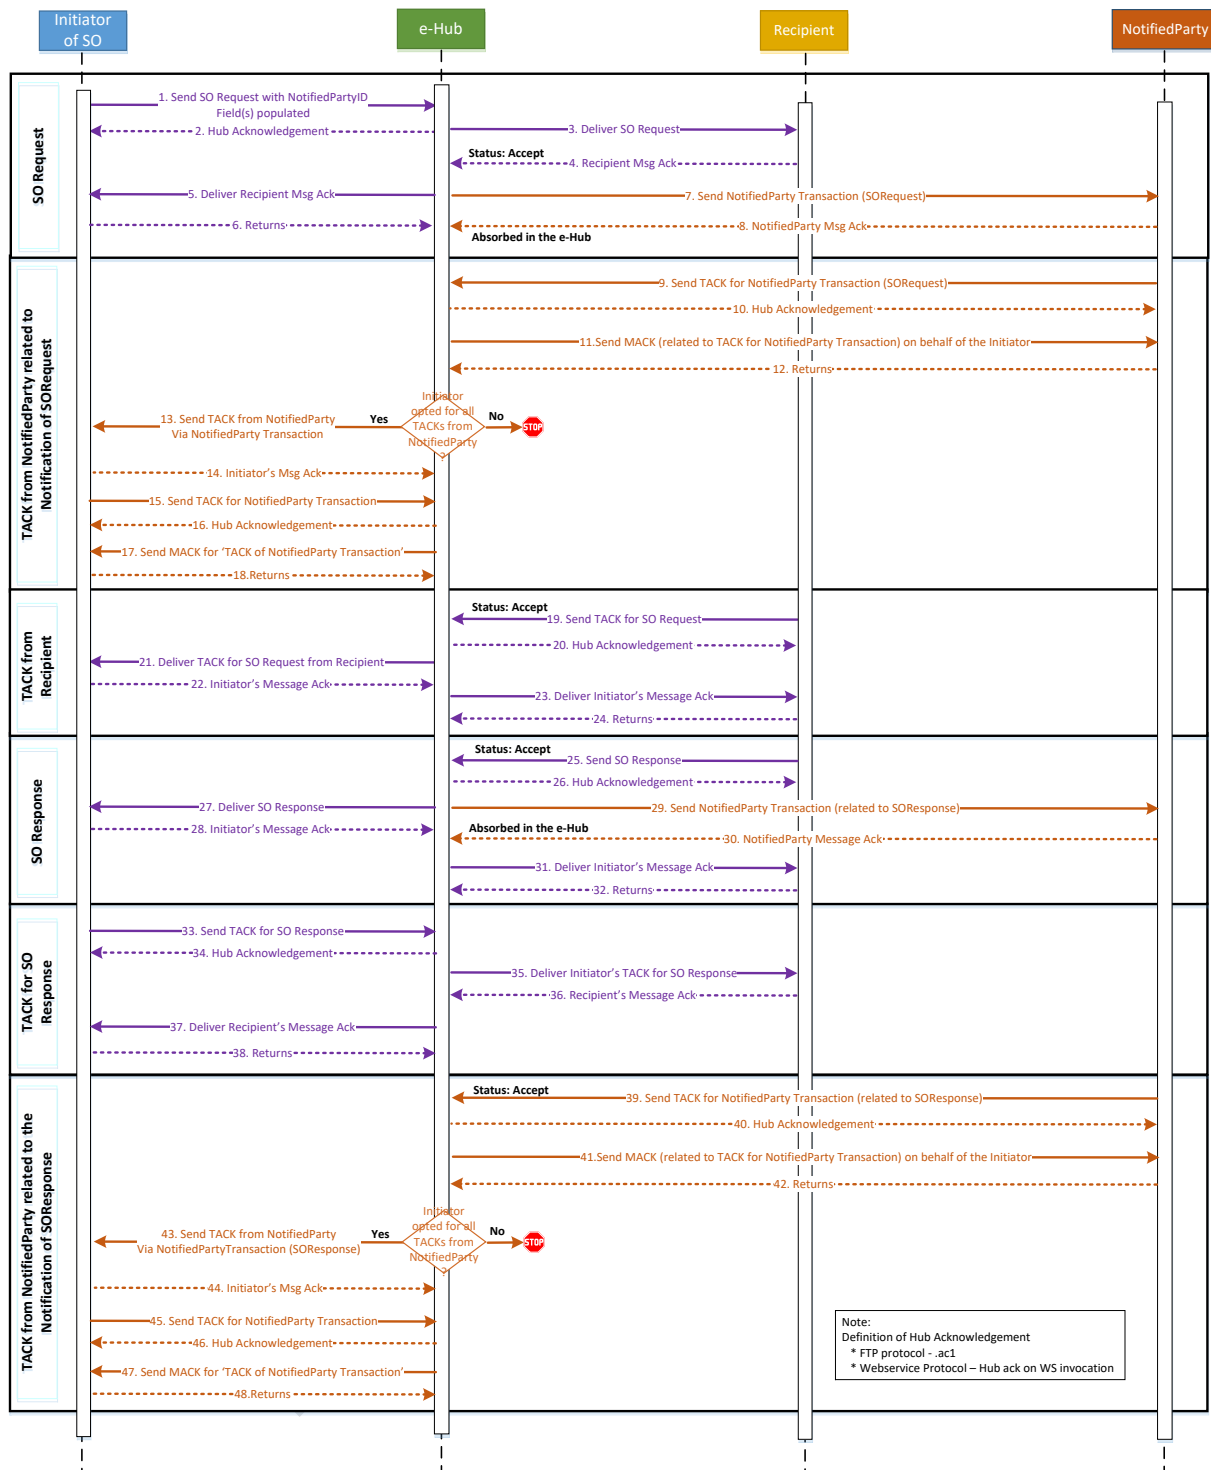 Initiator
of SO
e-Hub
Recipient
NotifiedParty
SO Request
1. Send SO Request with NotifiedPartyID
Field(s) populated
2. Hub Acknowledgement
3. Deliver SO Request
Status: Accept
4. Recipient Msg Ack
5. Deliver Recipient Msg Ack
7. Send NotifiedParty Transaction (SORequest)
6. Returns
8. NotifiedParty Msg Ack
Absorbed in the e-Hub
TACK from NotifiedParty related to
Notification of SORequest
9. Send TACK for NotifiedParty Transaction (SORequest)
10. Hub Acknowledgement
11.Send MACK (related to TACK for NotifiedParty Transaction) on behalf of the Initiator
12. Returns
Initiator
opted for all
TACKs from
NotifiedParty
?
Yes
No
STOP
13. Send TACK from NotifiedParty
Via NotifiedParty Transaction
14. Initiator's Msg Ack
15. Send TACK for NotifiedParty Transaction
16. Hub Acknowledgement
17. Send MACK for ‘TACK of NotifiedParty Transaction’
18.Returns
TACK from
Recipient
Status: Accept
19. Send TACK for SO Request
20. Hub Acknowledgement
21. Deliver TACK for SO Request from Recipient
22. Initiator’s Message Ack
23. Deliver Initiator’s Message Ack
24. Returns
SO Response
Status: Accept
25. Send SO Response
26. Hub Acknowledgement
27. Deliver SO Response
29. Send NotifiedParty Transaction (related to SOResponse)
28. Initiator’s Message Ack
Absorbed in the e-Hub
30. NotifiedParty Message Ack
31. Deliver Initiator’s Message Ack
32. Returns
TACK for SO
Response
33. Send TACK for SO Response
34. Hub Acknowledgement
35. Deliver Initiator’s TACK for SO Response
36. Recipient’s Message Ack
37. Deliver Recipient’s Message Ack
38. Returns
TACK from NotifiedParty related to the
Notification of SOResponse
Status: Accept
39. Send TACK for NotifiedParty Transaction (related to SOResponse)
40. Hub Acknowledgement
41.Send MACK (related to TACK for NotifiedParty Transaction) on behalf of the Initiator
42. Returns
Initiator
opted for all
TACKs from
NotifiedParty
?
Yes
No
STOP
43. Send TACK from NotifiedParty
Via NotifiedPartyTransaction (SOResponse)
44. Initiator’s Msg Ack
45. Send TACK for NotifiedParty Transaction
46. Hub Acknowledgement
47. Send MACK for ‘TACK of NotifiedParty Transaction’
48.Returns
Note:
Definition of Hub Acknowledgement
* FTP protocol - .ac1
* Webservice Protocol – Hub ack on WS invocation